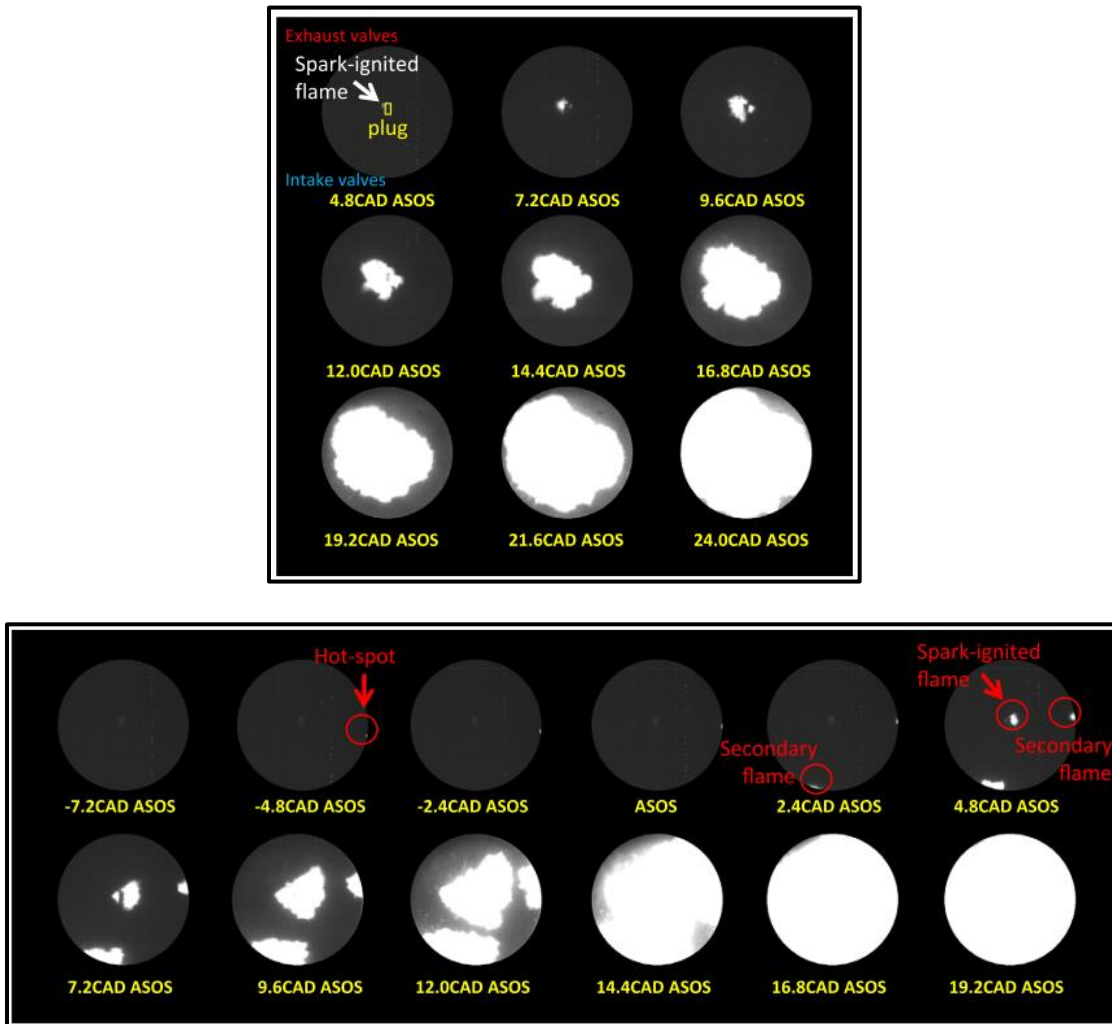 Exhaust valves
Spark-ignited
flame
plug
Intake valves
4.8CAD ASOS
7.2CAD ASOS
9.6CAD ASOS
12.0CAD ASOS
14.4CAD ASOS
16.8CAD ASOS
19.2CAD ASOS
21.6CAD ASOS
24.0CAD ASOS
Hot-spot
Spark-ignited
flame
Secondary
flame
Secondary
flame
-7.2CAD ASOS
-4.8CAD ASOS
-2.4CAD ASOS
ASOS
2.4CAD ASOS
4.8CAD ASOS
7.2CAD ASOS
9.6CAD ASOS
12.0CAD ASOS
14.4CAD ASOS
16.8CAD ASOS
19.2CAD ASOS